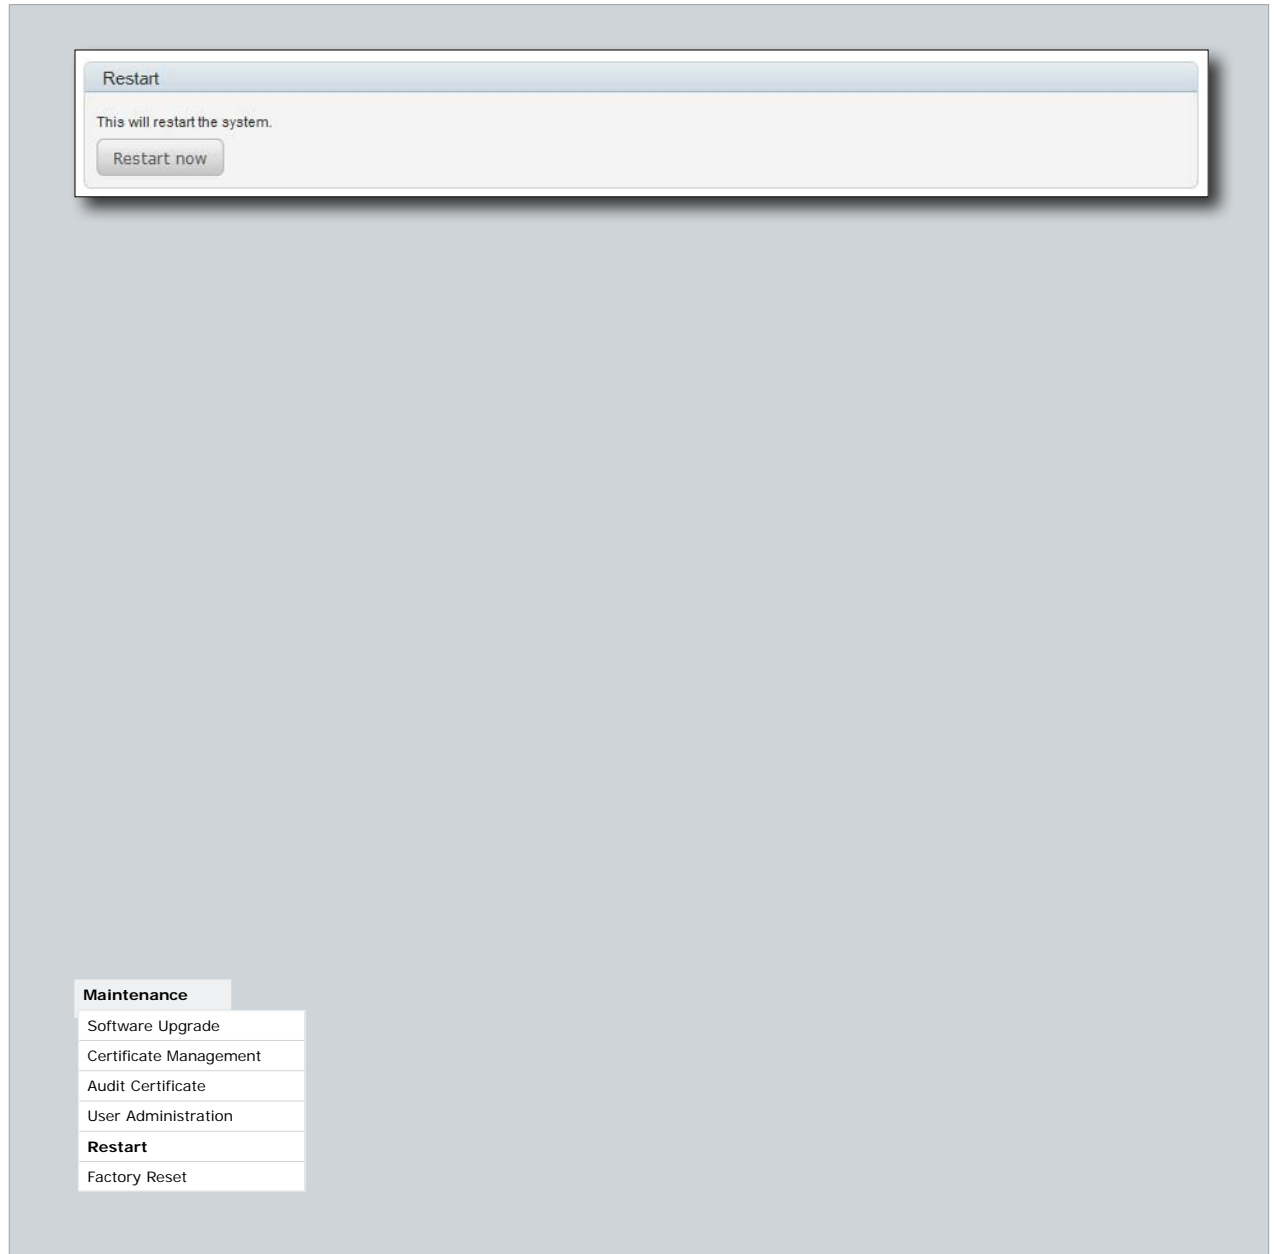 Restart
This will restart the system.
Restart now
Maintenance
Software Upgrade
Certificate Management
Audit Certificate
User Administration
Restart
Factory Reset